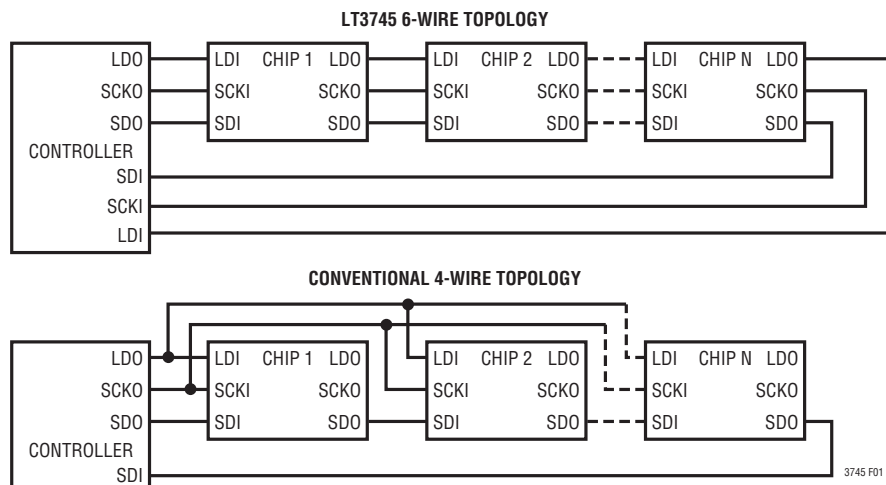 LT3745 6-WIRE TOPOLOGY
LDO LDI CHIP 1 LDO LDI CHIP 2 LDO LDI CHIP N LDO
SCKO SCKI SCKO SCKI SCKO SCKI SCKO
SDO SDI SDO SDI SDO SDI SDO
CONTROLLER
SDI
SCKI
LDI
CONVENTIONAL 4-WIRE TOPOLOGY
LDO LDI CHIP 1 LDO LDI CHIP 2 LDO LDI CHIP N LDO
SCKO SCKI SCKO SCKI SCKO SCKI SCKO
SDO SDI SDO SDI SDO SDI SDO
CONTROLLER
SDI
3745 F01